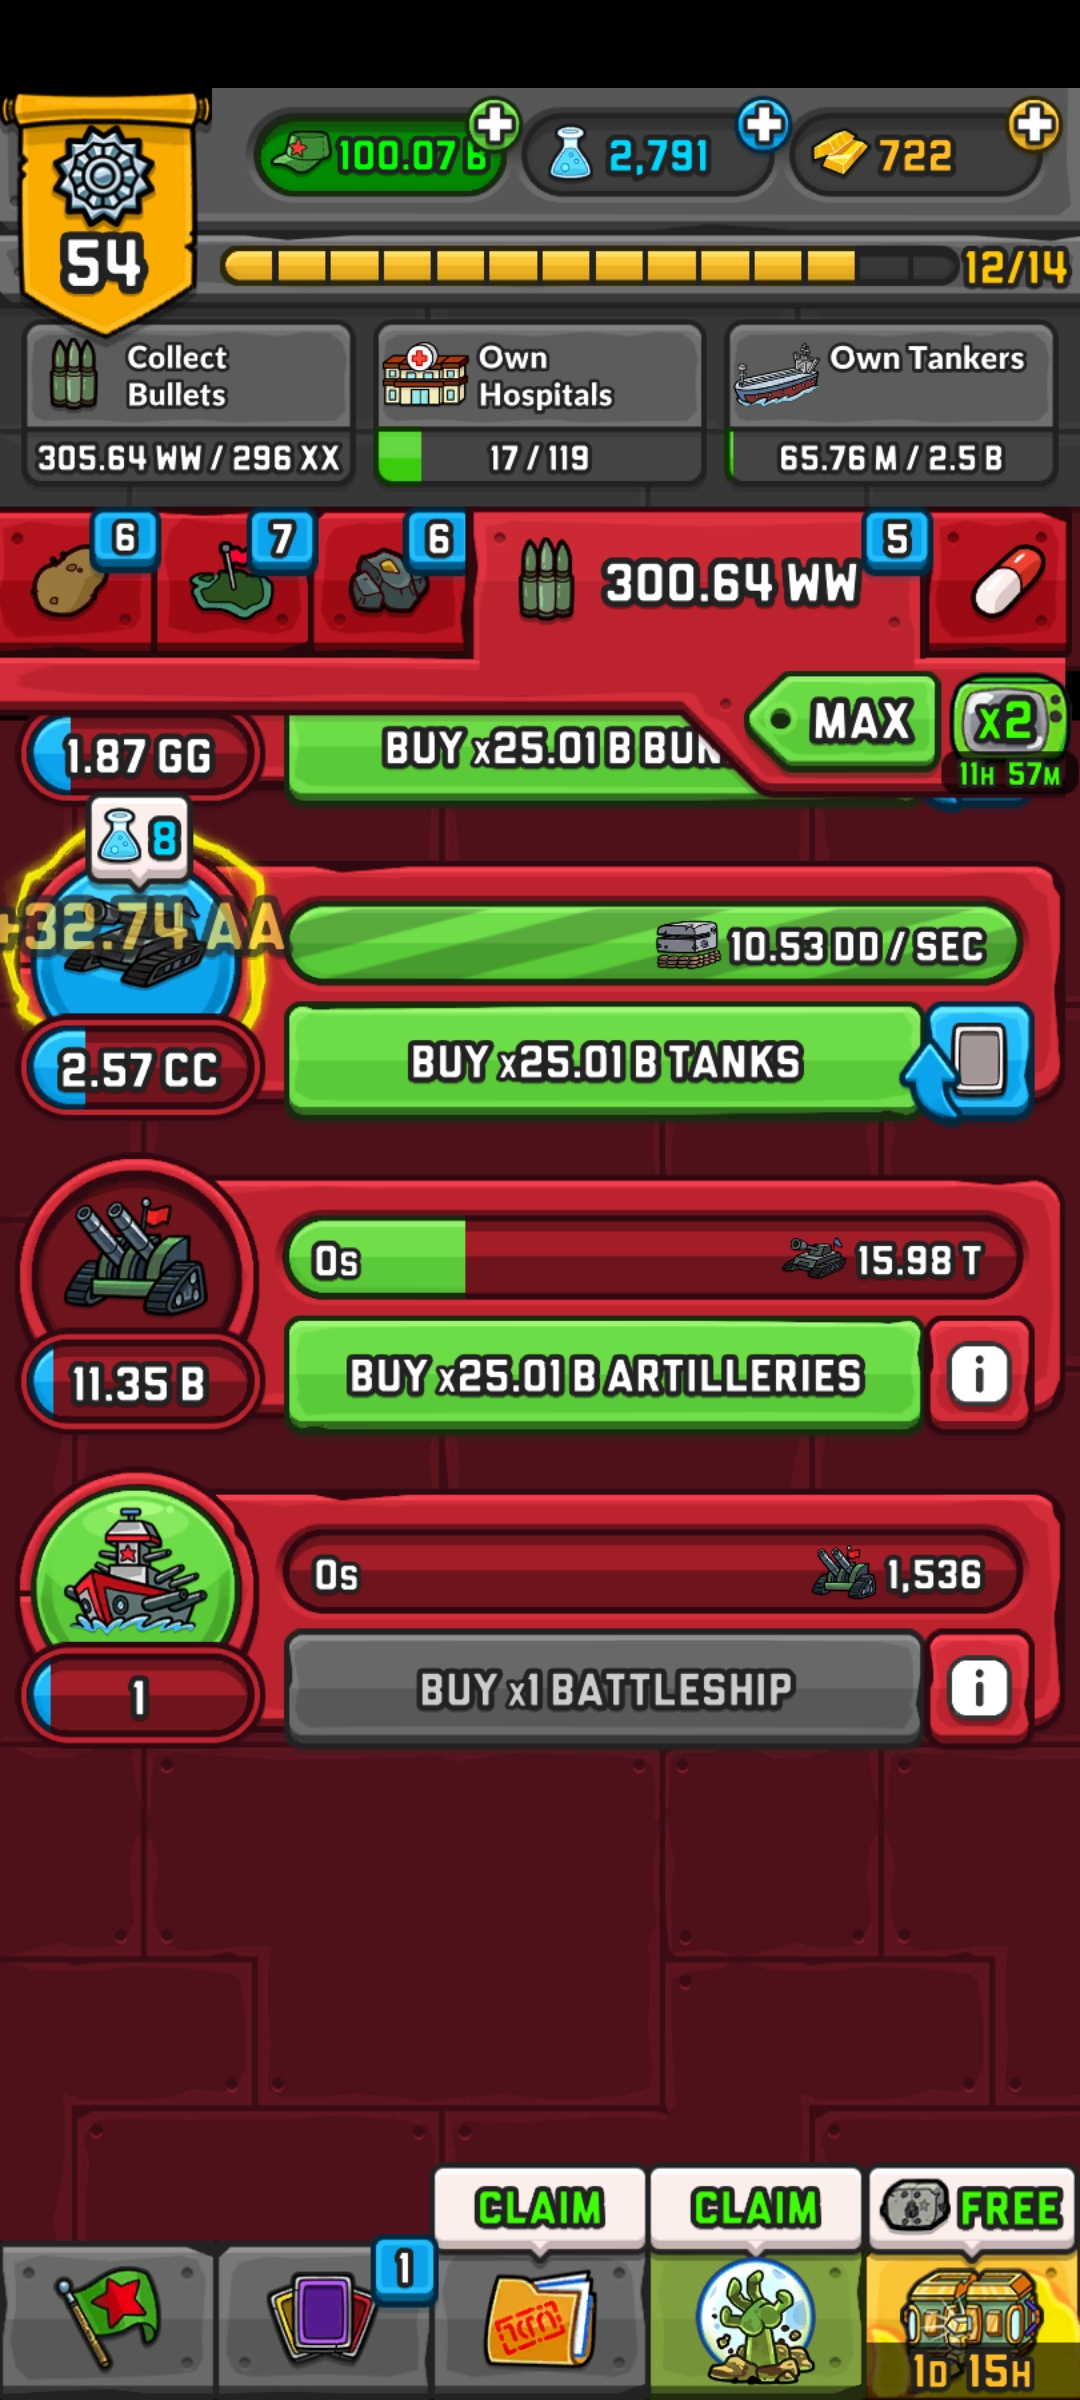 100.07 B
2,791
722
54
12/14
Collect
Bullets
305.64 WW / 296 XX
Own
Hospitals
17 / 119
Own Tankers
65.76 M / 2.5 B
6
7
6
300.64 WW
5
MAX
x2
11H 57M
1.87 GG
BUY x25.01 B BUN
8
+32.74 AA
10.53 DD / SEC
2.57 CC
BUY x25.01 B TANKS
0s
15.98 T
11.35 B
BUY x25.01 B ARTILLERIES
i
0s
1,536
1
BUY x1 BATTLESHIP
i
CLAIM
CLAIM
FREE
1
1D 15H